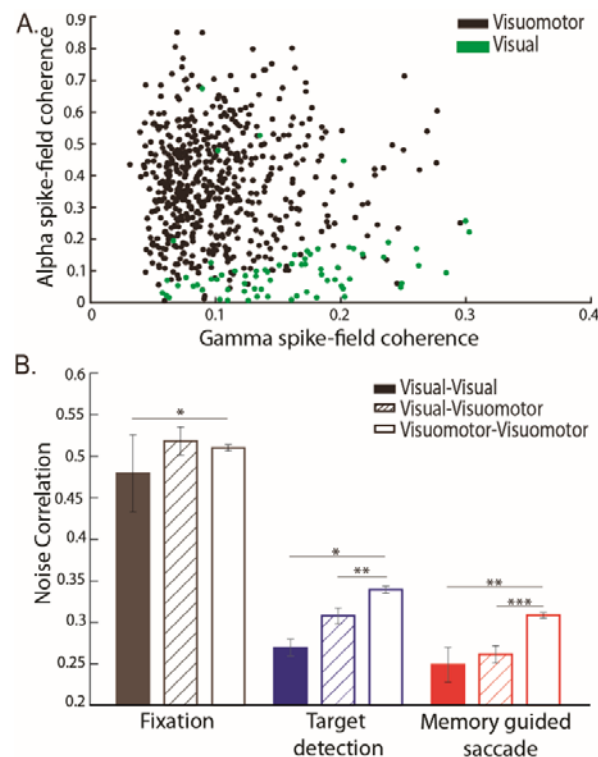 A.
0.9
0.8
0.7
0.6
0.5
0.4
0.3
0.2
0.1
0
Alpha spike-field coherence
Visuomotor
Visual
0 0.1 0.2 0.3 0.4
Gamma spike-field coherence
B.
0.6
0.55
0.5
0.45
0.35
0.3
0.25
0.2
Noise Correlation
Visual-Visual
Visual-Visuomotor
Visuomotor-Visuomotor
*
*
**
**
***
Fixation
Target
detection
Memory guided
saccade